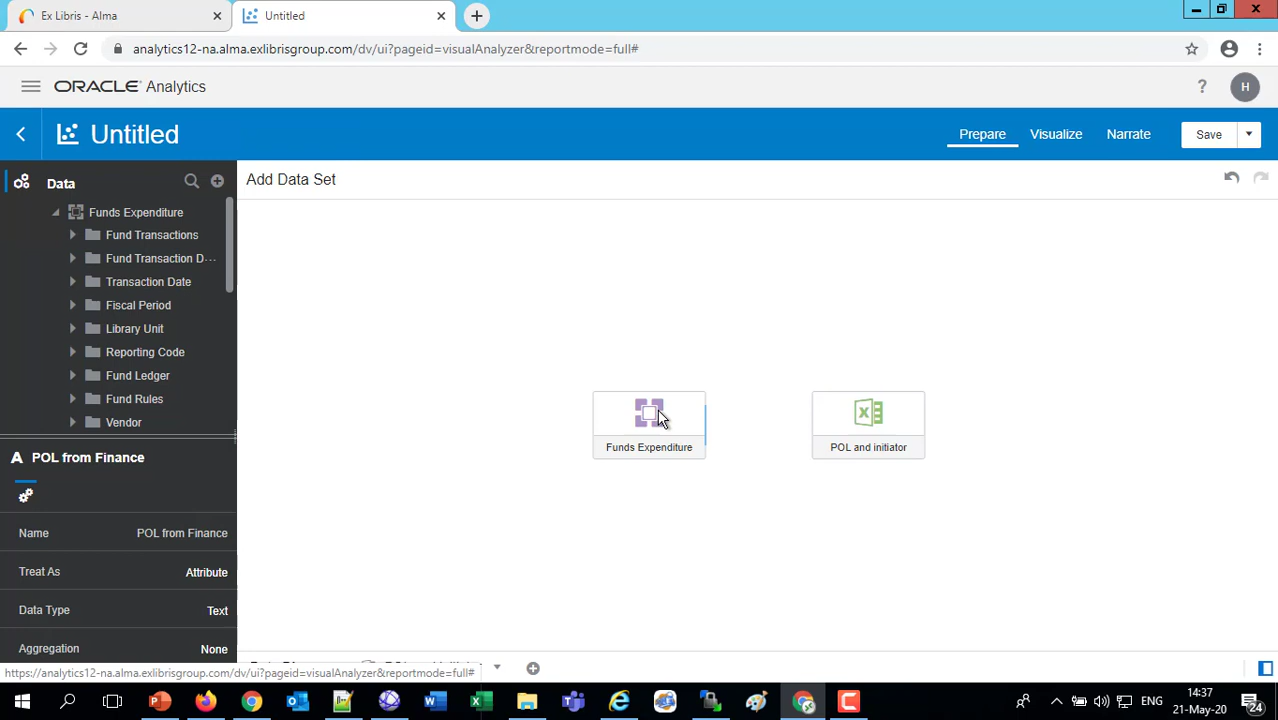 Ex Libris - Alma
Untitled
analytics12-na.alma.exlibrisgroup.com/dv/ui?pageid=visualAnalyzer&reportmode=full#
ORACLE Analytics
? H
Untitled
Prepare Visualize Narrate Save
Data
Add Data Set
Funds Expenditure
Fund Transactions
Fund Transaction D...
Transaction Date
Fiscal Period
Library Unit
Reporting Code
Fund Ledger
Fund Rules
Vendor
Funds Expenditure
POL and initiator
A POL from Finance
Name POL from Finance
Treat As Attribute
Data Type Text
Aggregation None
https://analytics12-na.alma.exlibrisgroup.com/dv/ui?pageid=visualAnalyzer&reportmode=full#
ENG
14:37
21-May-20
24